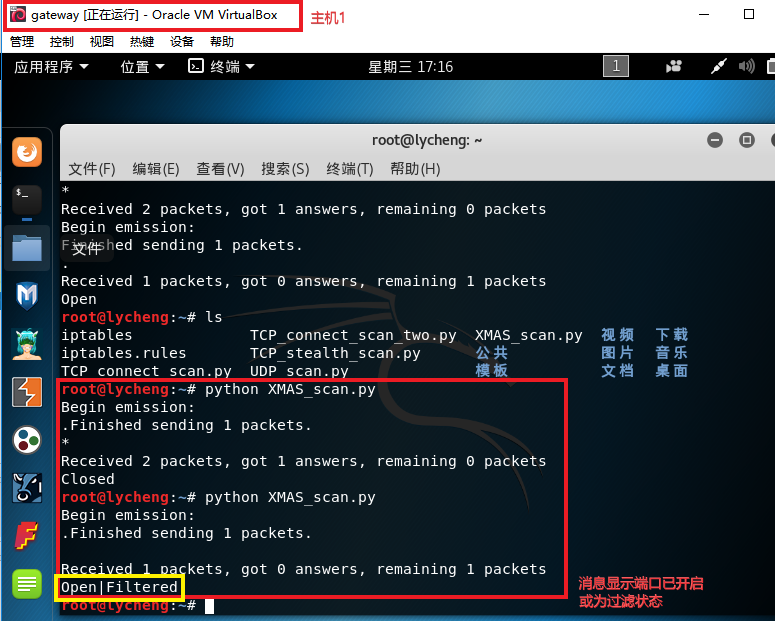 gateway [正在运行] - Oracle VM VirtualBox
主机1
管理 控制 视图 热键 设备 帮助
应用程序 位置 终端 星期三 17:16 1
root@lycheng: ~
文件(F) 编辑(E) 查看(V) 搜索(S) 终端(T) 帮助(H)
*
Received 2 packets, got 1 answers, remaining 0 packets
Begin emission:
Finished sending 1 packets.
文件
.
Received 1 packets, got 0 answers, remaining 1 packets
Open
root@lycheng:~# ls
iptables TCP_connect_scan_two.py XMAS_scan.py 视频 下载
iptables.rules TCP_stealth_scan.py 公共 图片 音乐
TCP_connect_scan.py UDP_scan.py 模板 文档 桌面
root@lycheng:~# python XMAS_scan.py
Begin emission:
.Finished sending 1 packets.
*
Received 2 packets, got 1 answers, remaining 0 packets
Closed
root@lycheng:~# python XMAS_scan.py
Begin emission:
.Finished sending 1 packets.
Received 1 packets, got 0 answers, remaining 1 packets
Open|Filtered
root@lycheng:~#
消息显示端口已开启
或为过滤状态